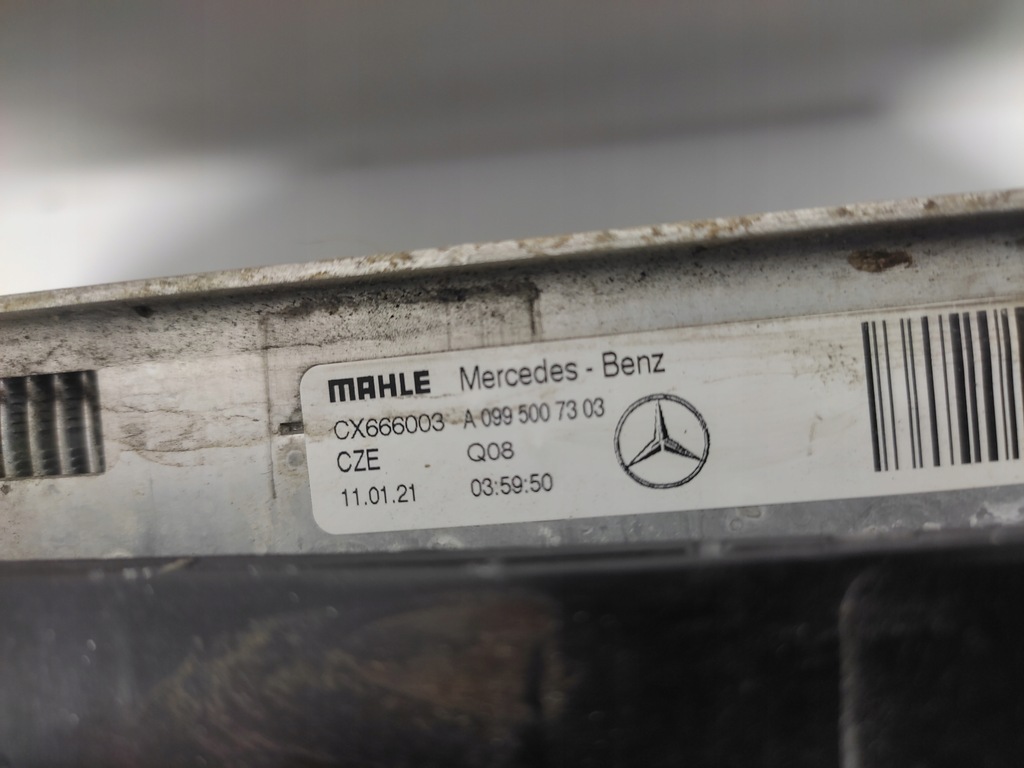 MAHLE Mercedes - Benz
CX666003 A 099 500 73 03
CZE Q08
11.01.21 03:59:50